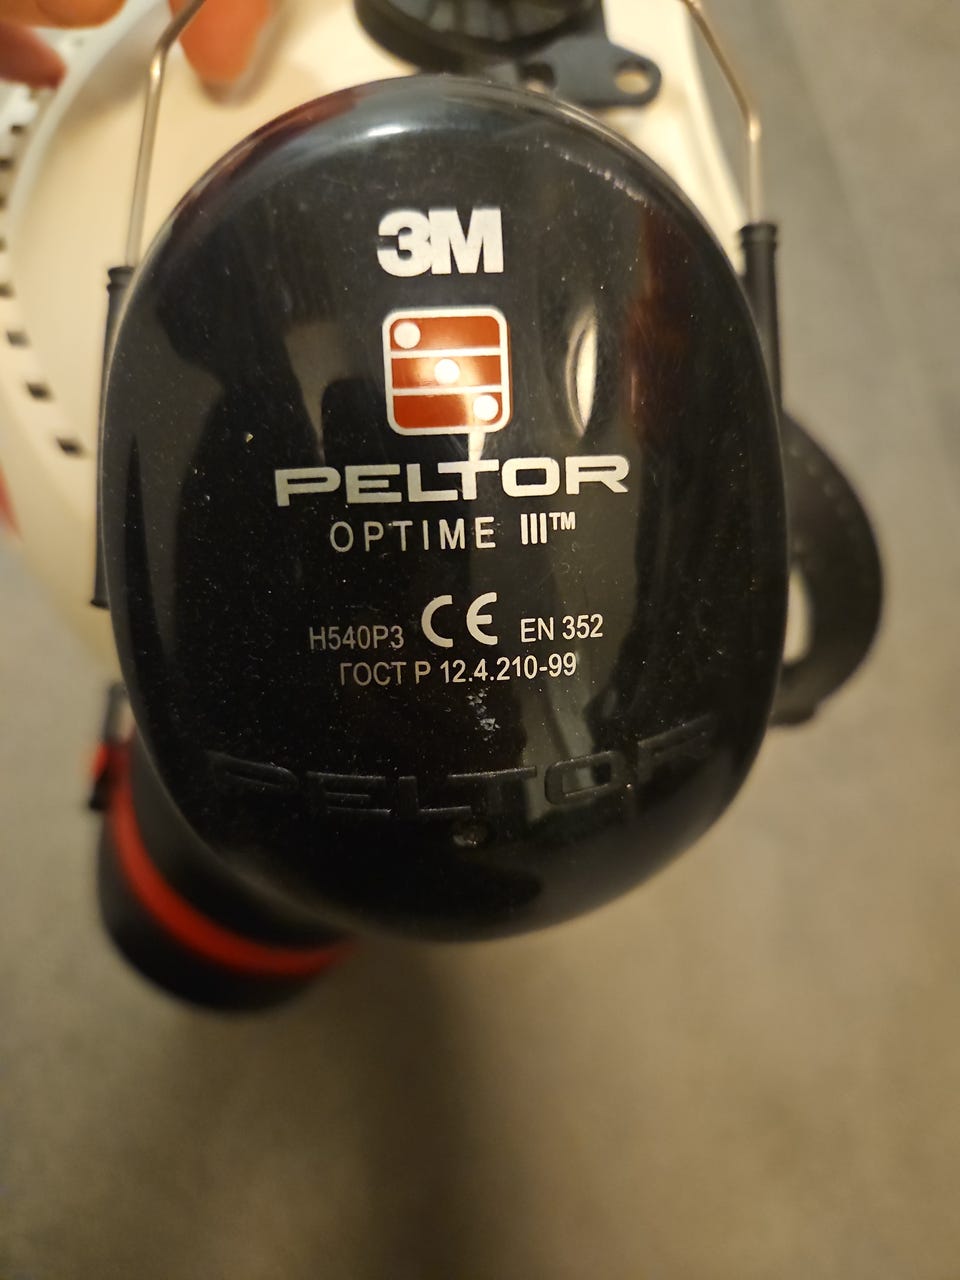 3M
PELTOR
OPTIME III™
H540P3 CE EN 352
ГОСТ Р 12.4.210-99
PELTOR